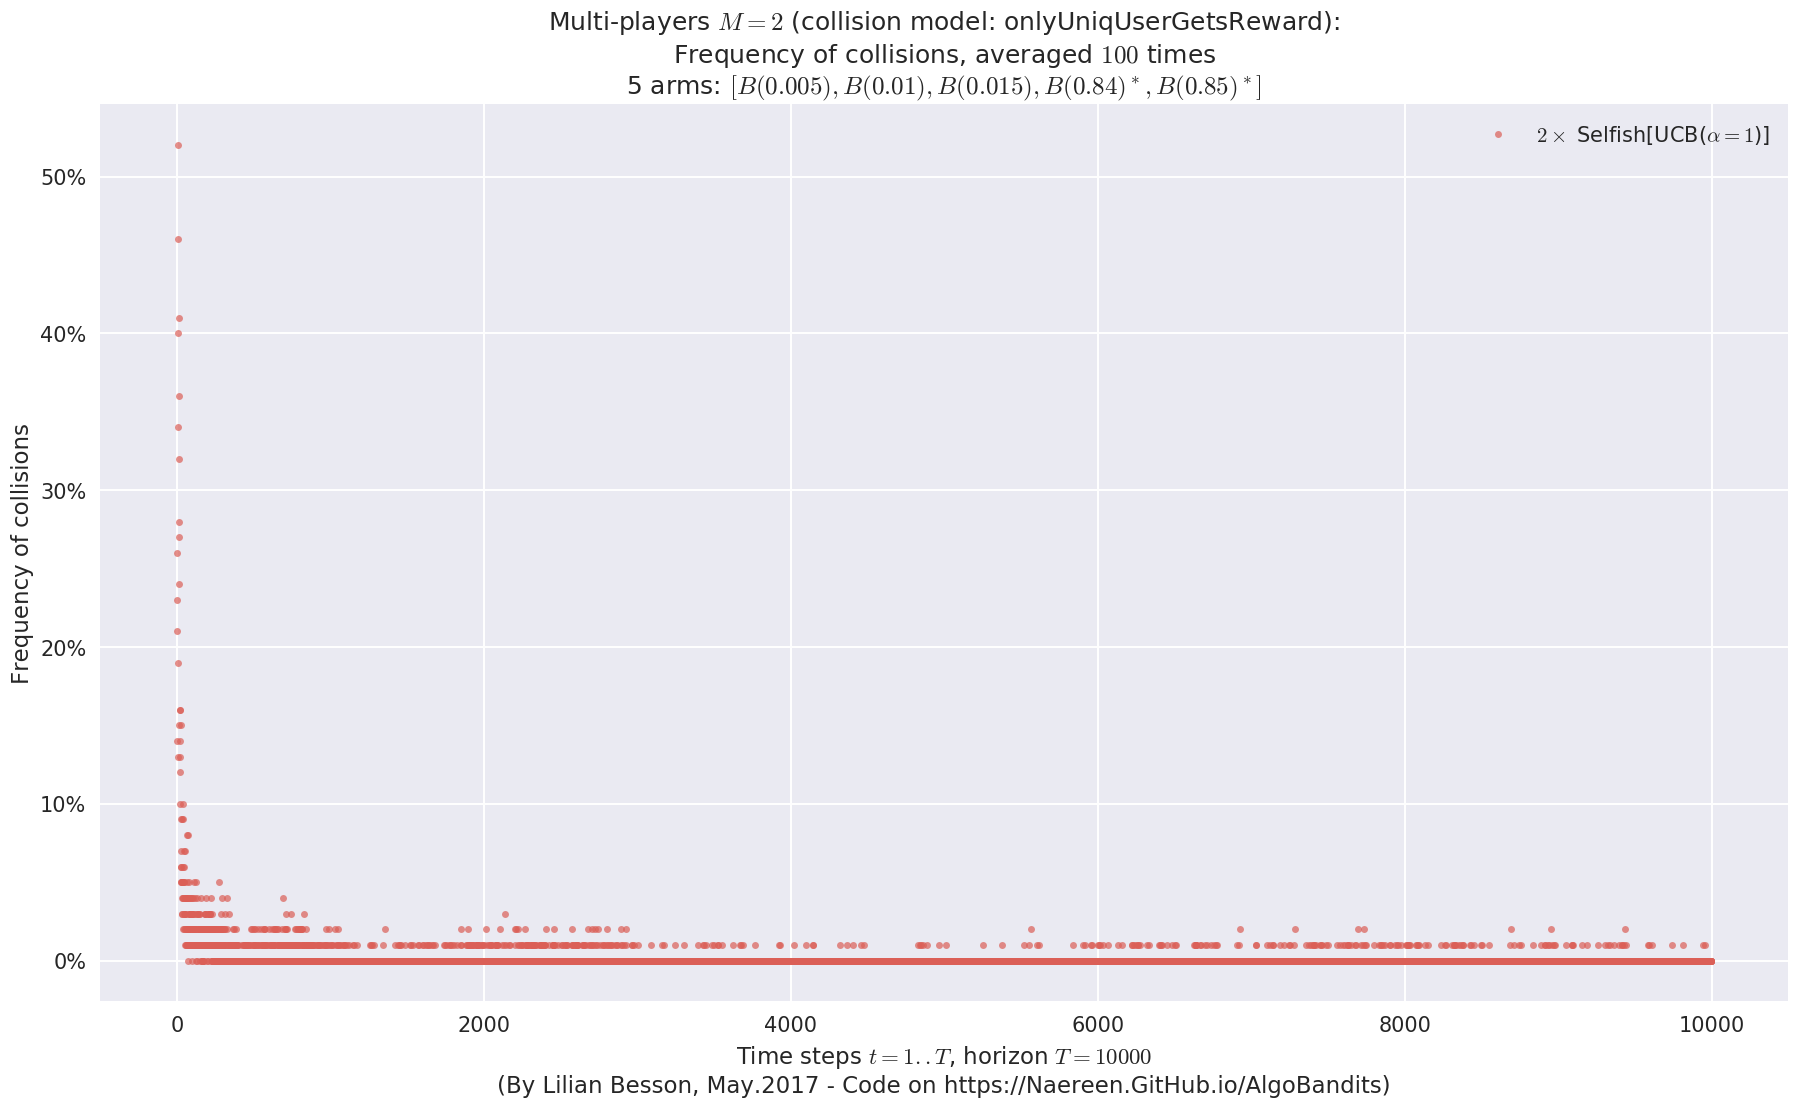 Multi-players M = 2 (collision model: onlyUniqUserGetsReward):
Frequency of collisions, averaged 100 times
5 arms: [B(0.005), B(0.01), B(0.015), B(0.84)*, B(0.85)*]
2× Selfish[UCB(α = 1)]
50%
40%
30%
20%
10%
0%
Frequency of collisions
0 2000 4000 6000 8000 10000
Time steps t = 1..T, horizon T = 10000
(By Lilian Besson, May.2017 - Code on https://Naereen.GitHub.io/AlgoBandits)